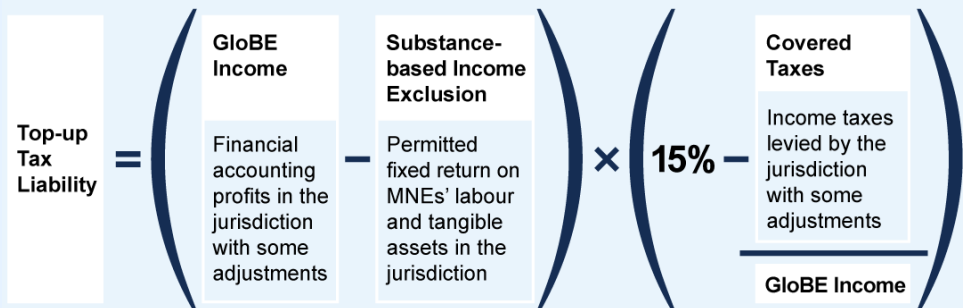 Top-up
Tax
Liability
=
GloBE
Income
Financial
accounting
profits in the
jurisdiction
with some
adjustments
–
Substance-
based Income
Exclusion
Permitted
fixed return on
MNEs' labour
and tangible
assets in the
jurisdiction
×
15% –
Covered
Taxes
Income taxes
levied by the
jurisdiction
with some
adjustments
GloBE Income